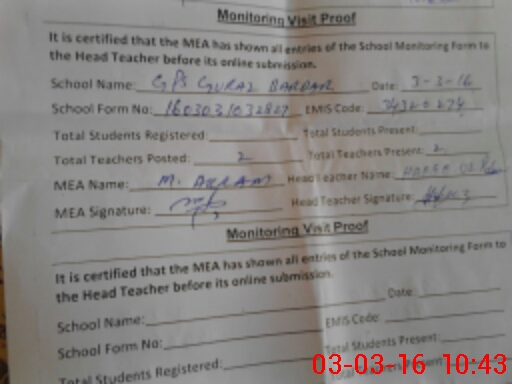 Monitoring Visit Proof
It is certified that the MEA has shown all entries of the School Monitoring Form to
the Head Teacher before its online submission.
School Name: GPS GURAZ BARDAR Date: 3-3-16
School Form No: EMIS Code:
Total Students Registered: Total Students Present:
Total Teachers Posted: 2 Total Teachers Present: 2
MEA Name: M. AKRAM Head Teacher Name:
MEA Signature: Head Teacher Signature:
Monitoring Visit Proof
It is certified that the MEA has shown all entries of the School Monitoring Form to
the Head Teacher before its online submission.
School Name: Date:
School Form No: EMIS Code:
Total Students Registered: Total Students Present:
03-03-16 10:43